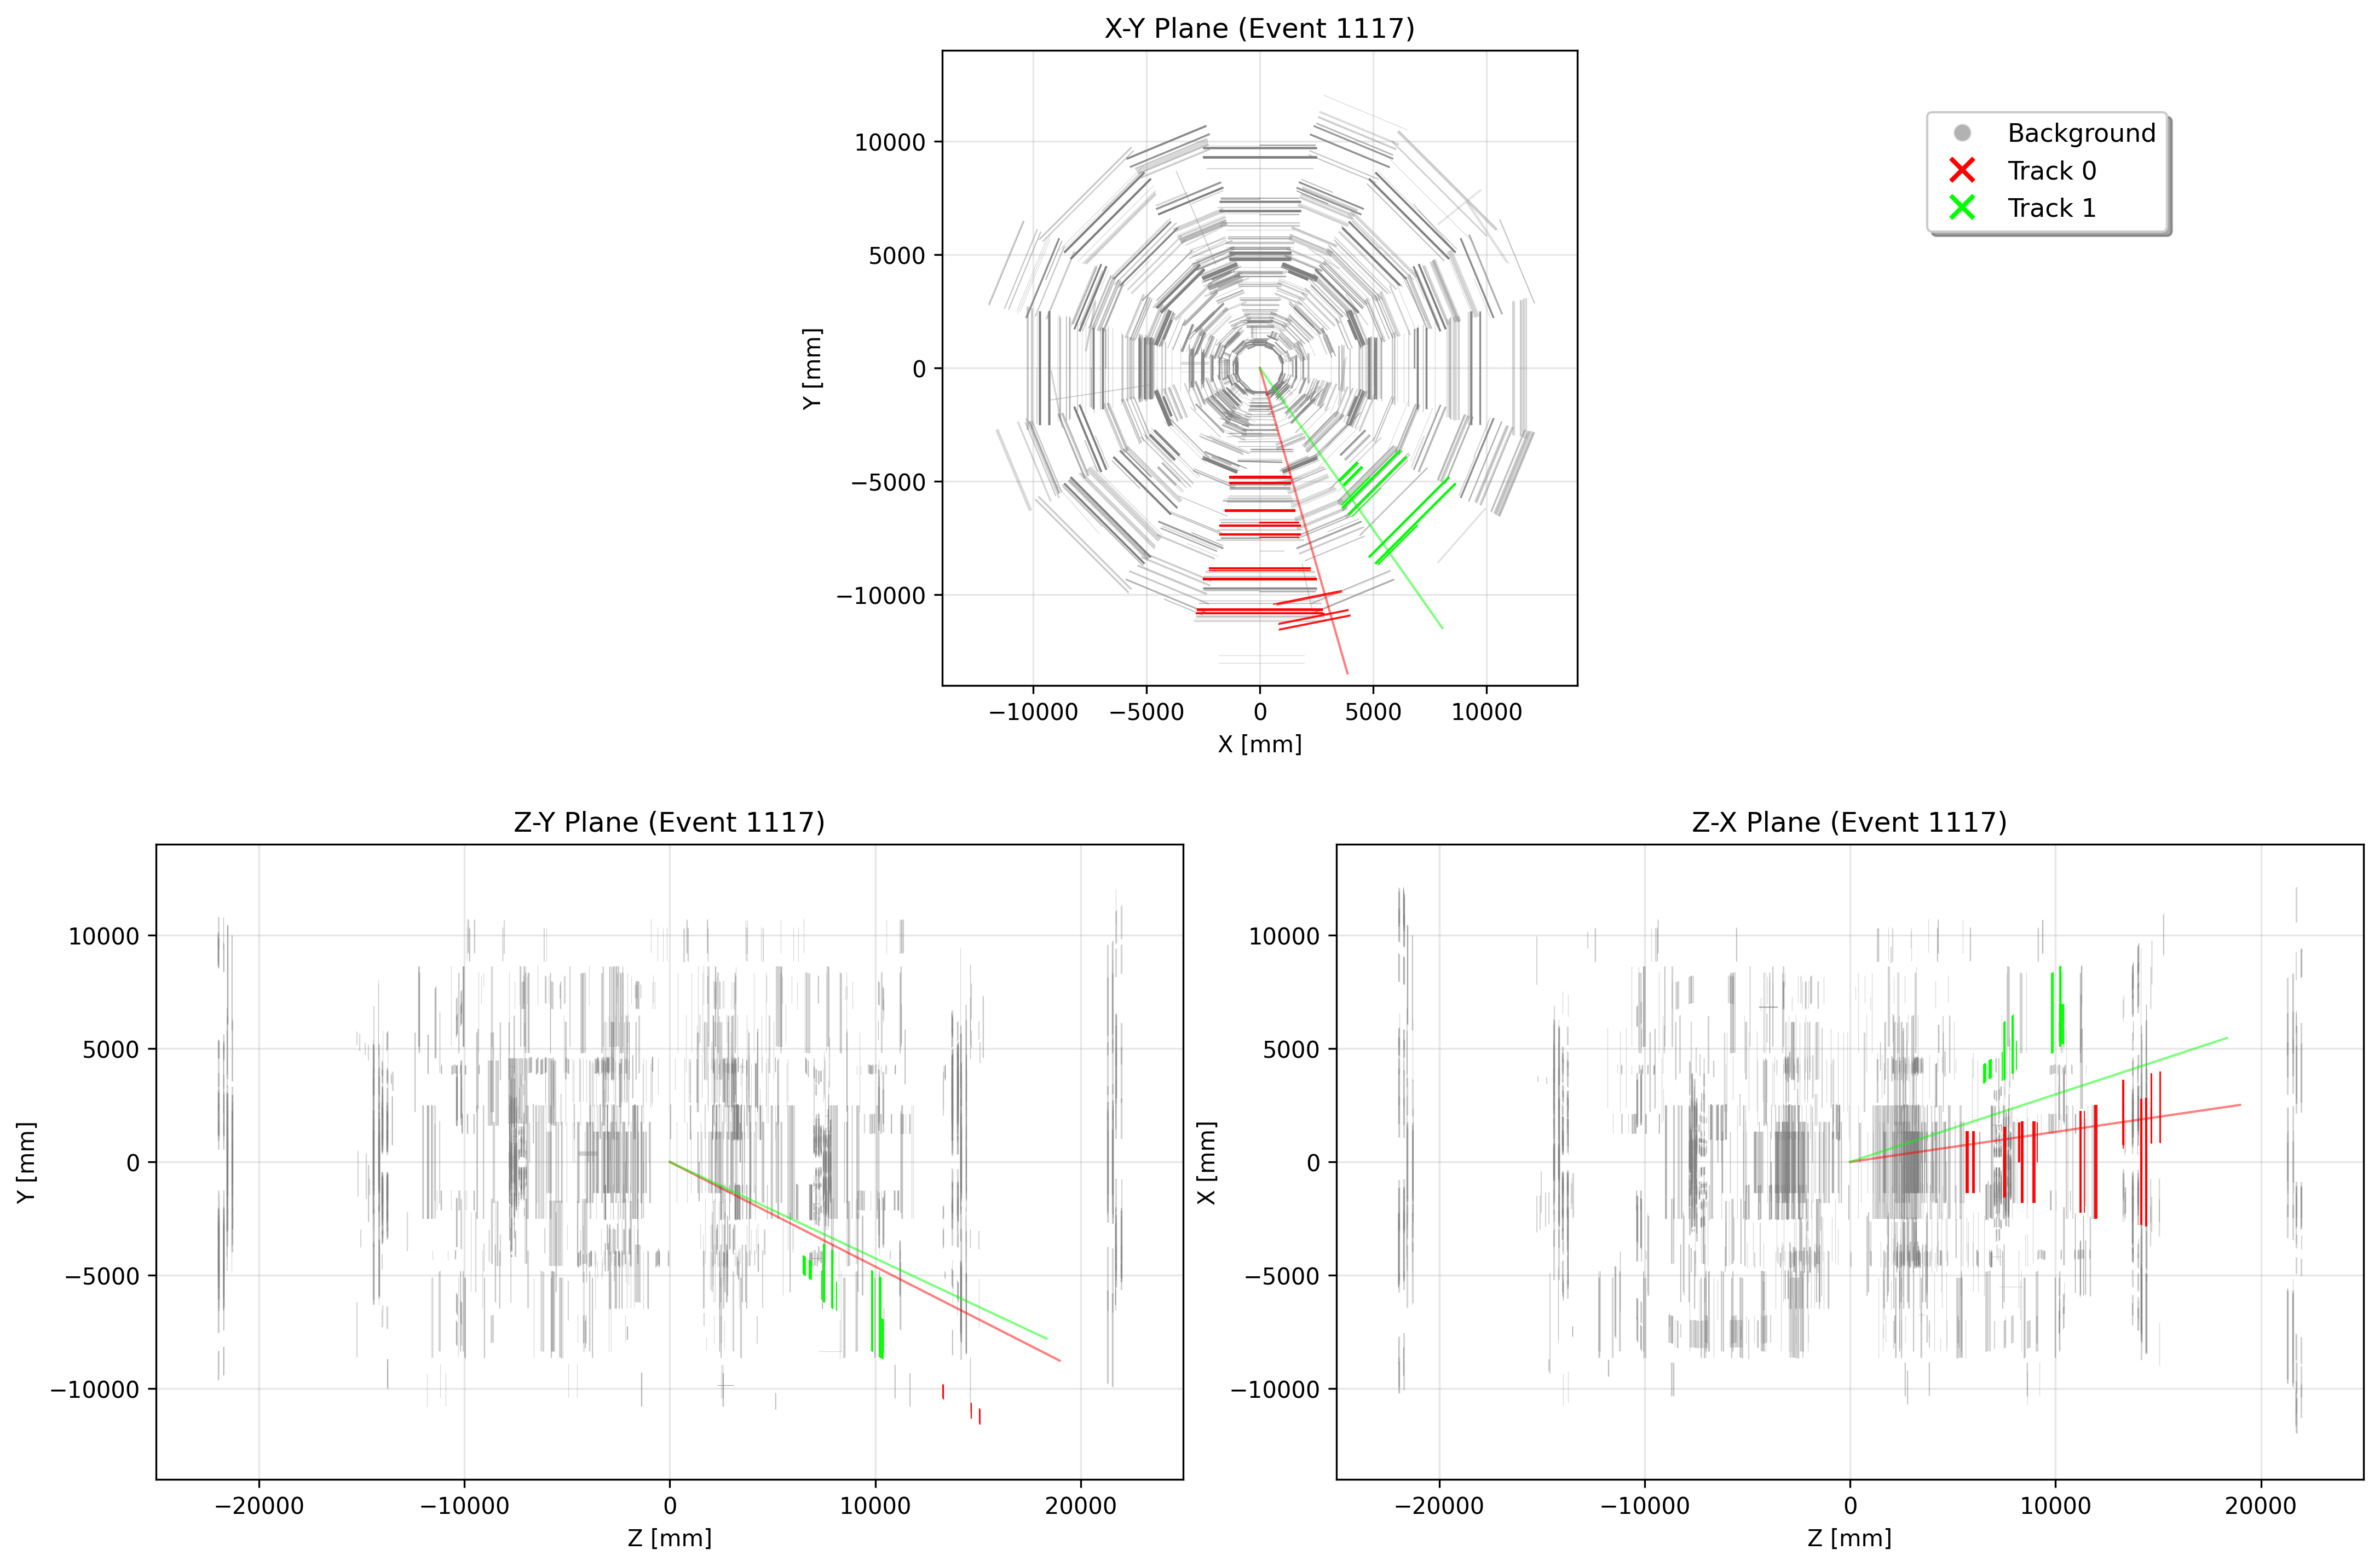 X-Y Plane (Event 1117)
10000
5000
0
−5000
−10000
Y [mm]
−10000 −5000 0 5000 10000
X [mm]
Background
Track 0
Track 1
Z-Y Plane (Event 1117)
10000
5000
0
−5000
−10000
Y [mm]
−20000 −10000 0 10000 20000
Z [mm]
Z-X Plane (Event 1117)
10000
5000
0
−5000
−10000
X [mm]
−20000 −10000 0 10000 20000
Z [mm]